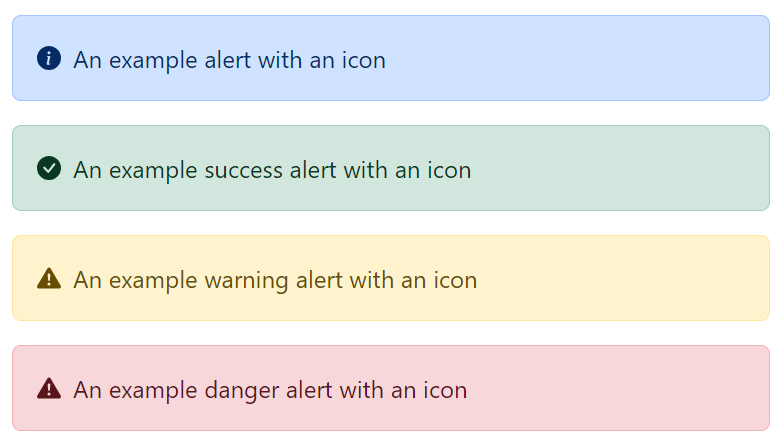 An example alert with an icon
An example success alert with an icon
An example warning alert with an icon
An example danger alert with an icon